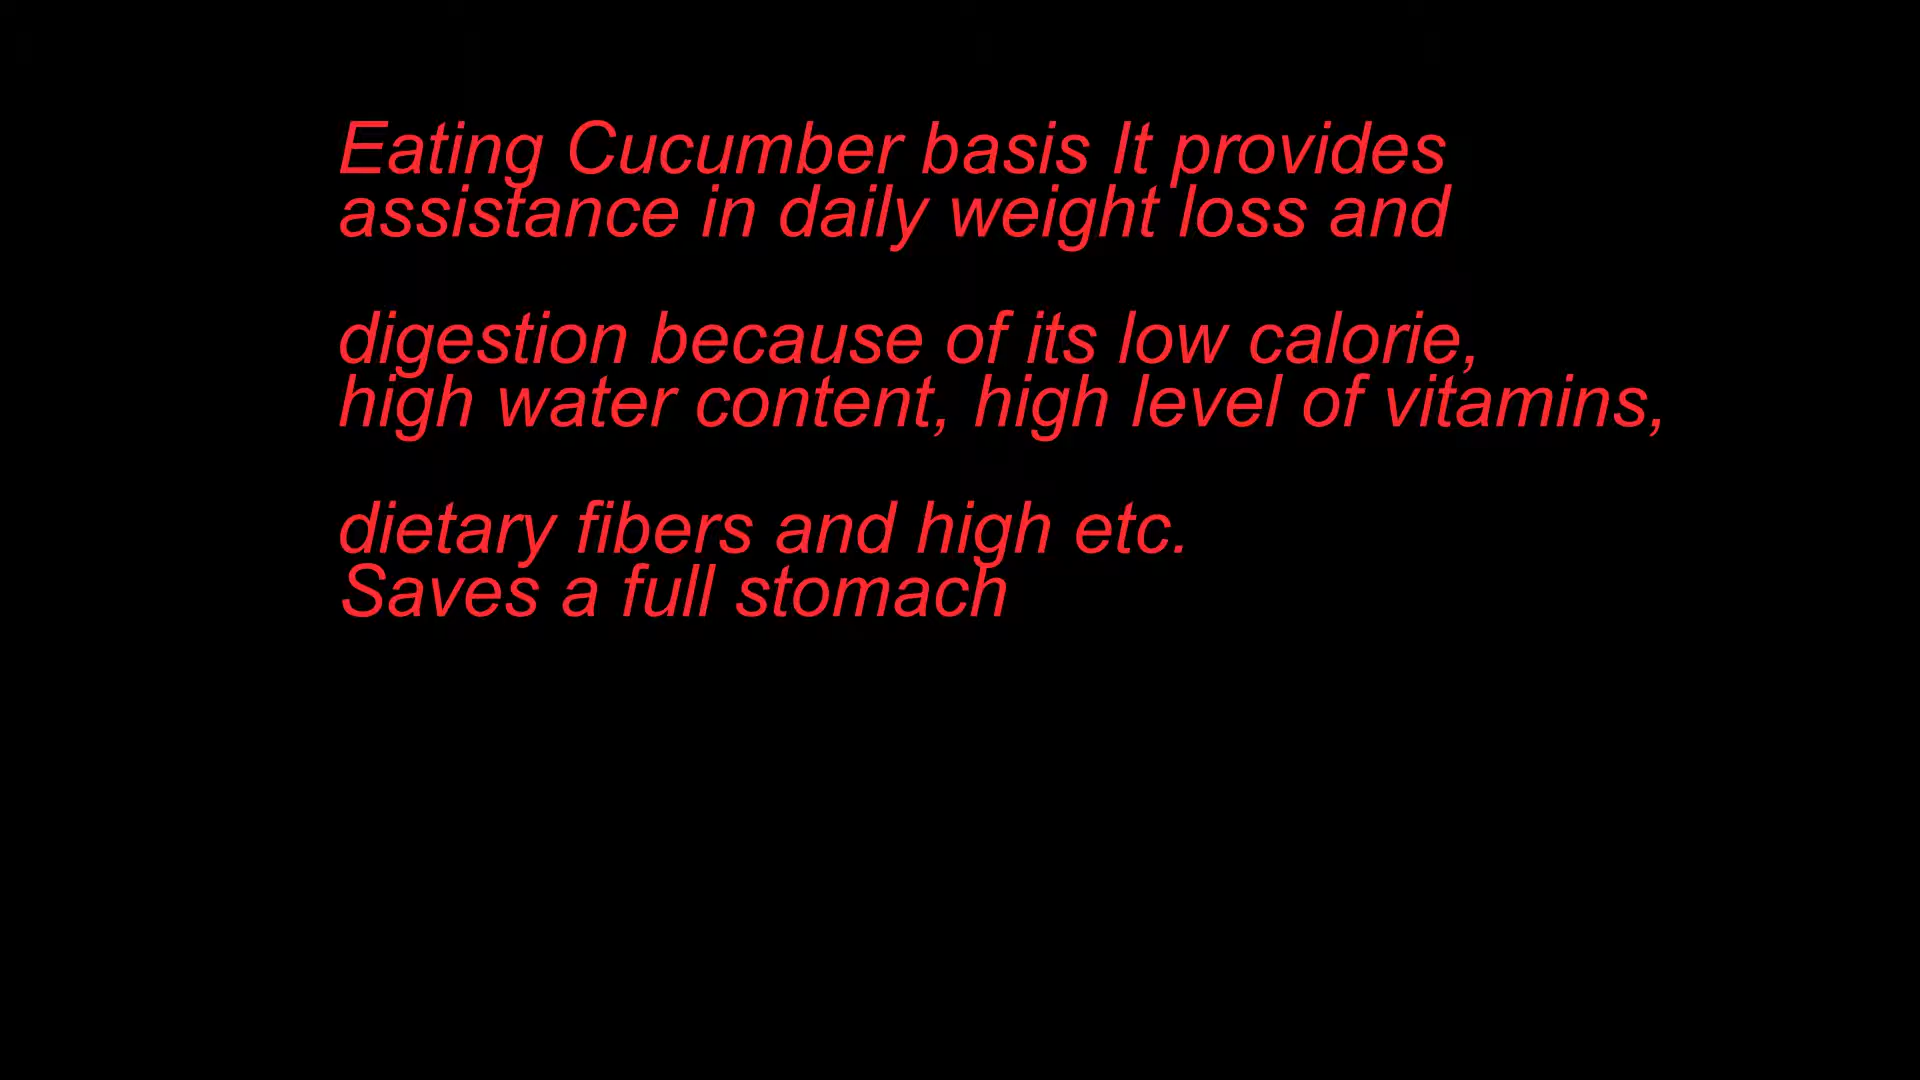 Eating Cucumber basis It provides
assistance in daily weight loss and
digestion because of its low calorie,
high water content, high level of vitamins,
dietary fibers and high etc.
Saves a full stomach